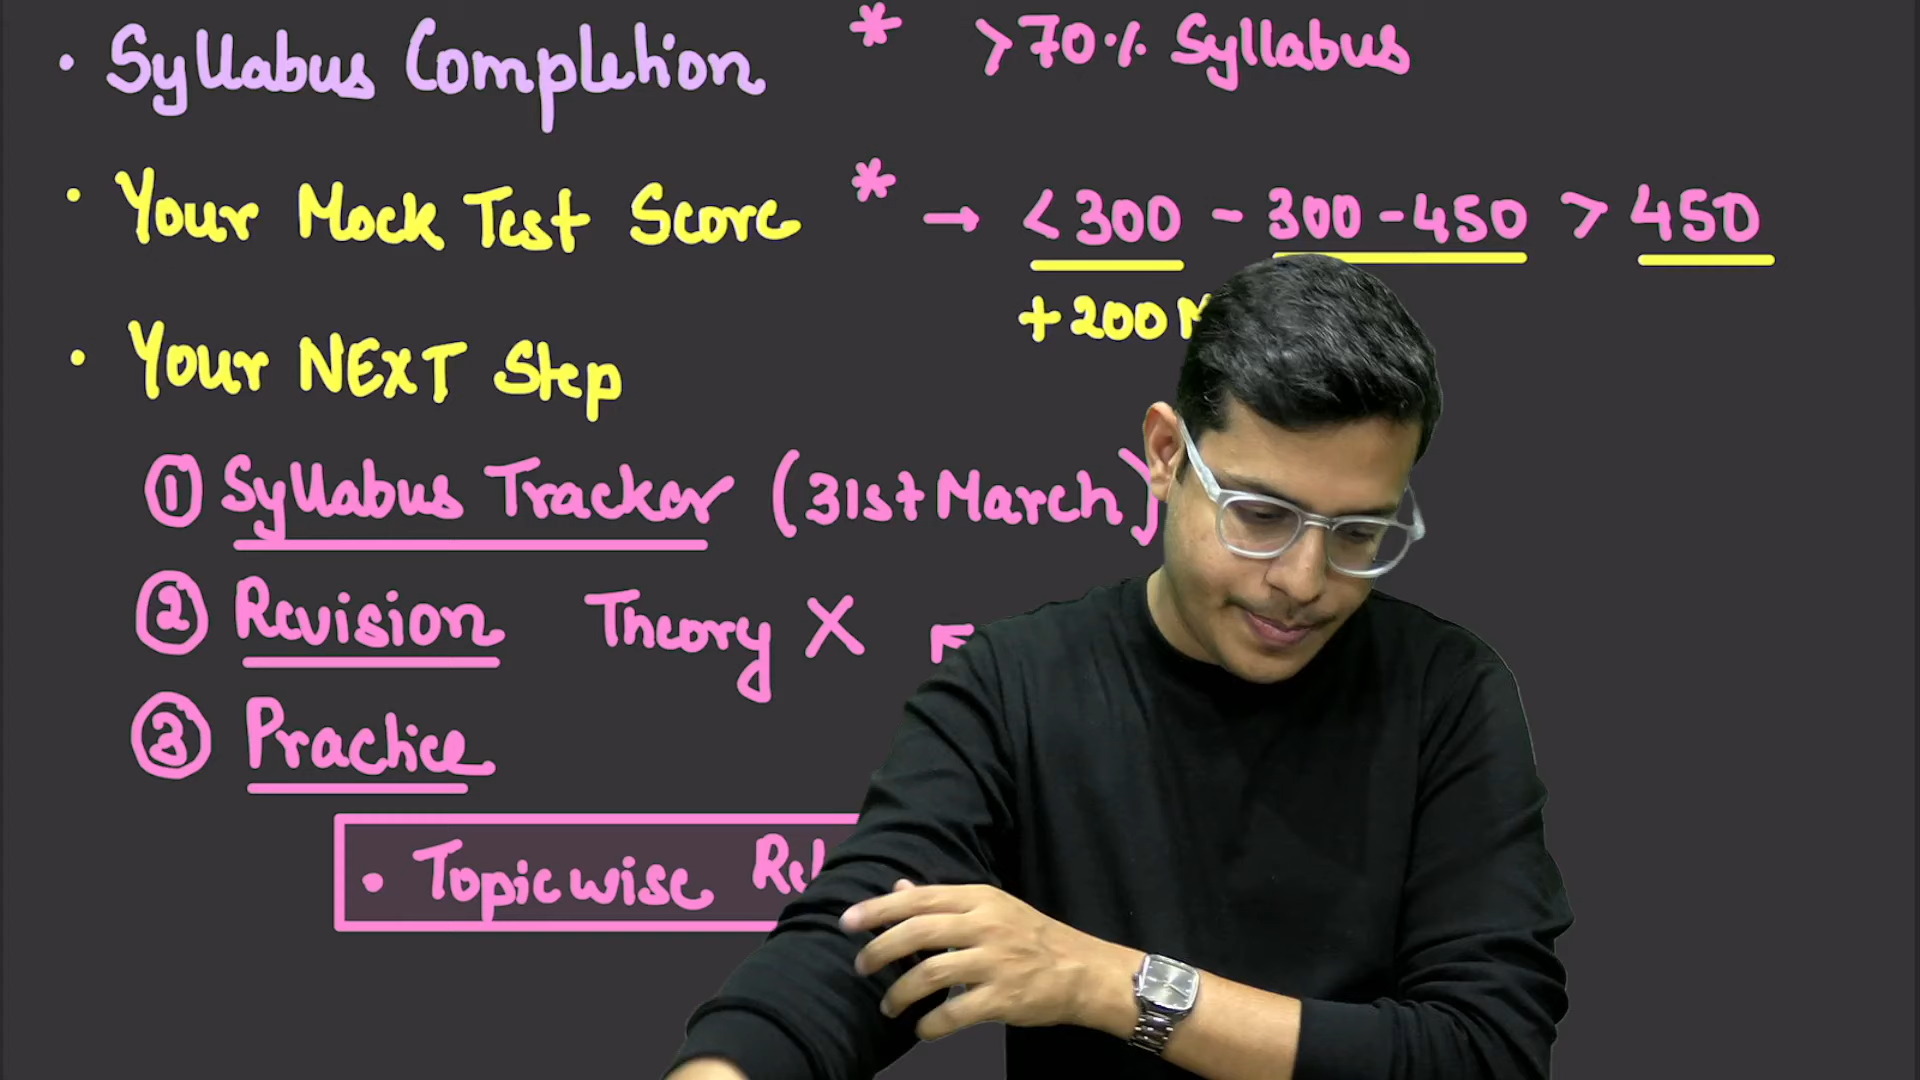 • Syllabus Completion * >70% Syllabus
• Your Mock Test Score * → <300 - 300-450 > 450
+200
• Your NEXT Step
① Syllabus Tracker (31st March)
② Revision Theory X
③ Practice
• Topicwise